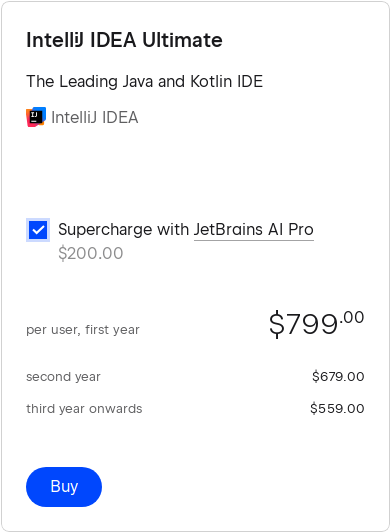 IntelliJ IDEA Ultimate
The Leading Java and Kotlin IDE
IJ IntelliJ IDEA
Supercharge with JetBrains AI Pro
$200.00
per user, first year $799.00
second year $679.00
third year onwards $559.00
Buy